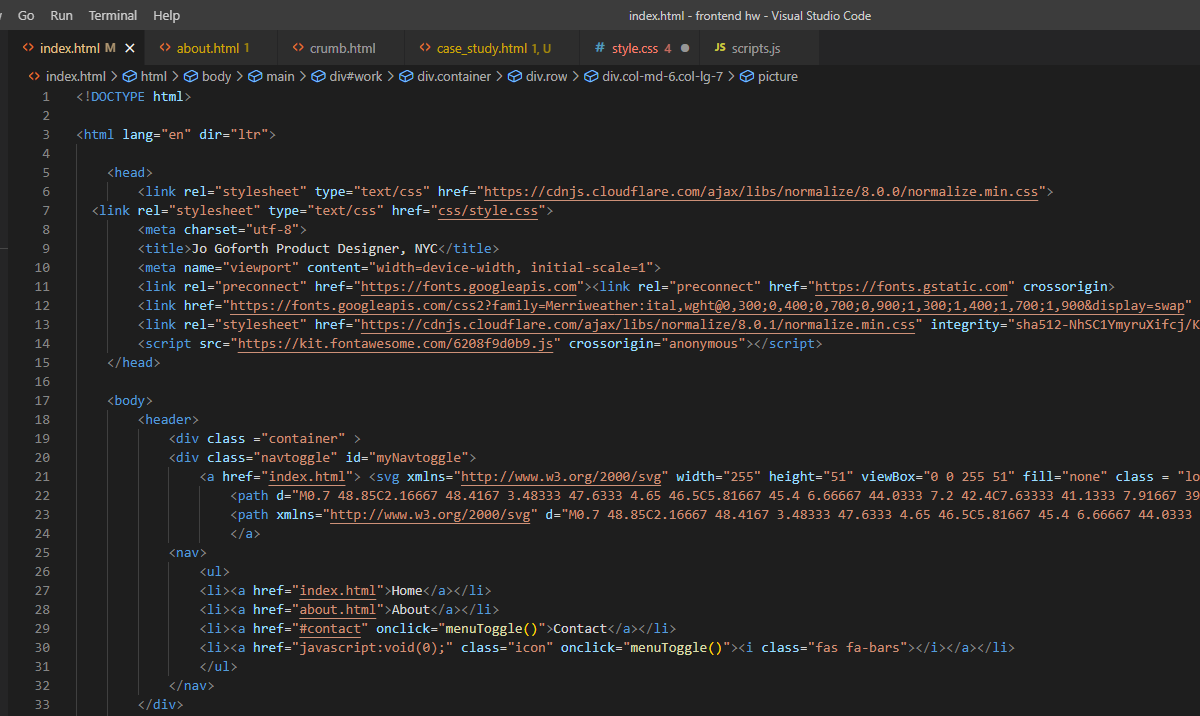 Go Run Terminal Help index.html - frontend hw - Visual Studio Code
index.html M about.html 1 crumb.html case_study.html 1, U style.css 4 scripts.js
index.html > html > body > main > div#work > div.container > div.row > div.col-md-6.col-lg-7 > picture
1 <!DOCTYPE html>
2
3 <html lang="en" dir="ltr">
4
5 <head>
6 <link rel="stylesheet" type="text/css" href="https://cdnjs.cloudflare.com/ajax/libs/normalize/8.0.0/normalize.min.css">
7 <link rel="stylesheet" type="text/css" href="css/style.css">
8 <meta charset="utf-8">
9 <title>Jo Goforth Product Designer, NYC</title>
10 <meta name="viewport" content="width=device-width, initial-scale=1">
11 <link rel="preconnect" href="https://fonts.googleapis.com"><link rel="preconnect" href="https://fonts.gstatic.com" crossorigin>
12 <link href="https://fonts.googleapis.com/css2?family=Merriweather:ital,wght@0,300;0,400;0,700;0,900;1,300;1,400;1,700;1,900&display=swap"
13 <link rel="stylesheet" href="https://cdnjs.cloudflare.com/ajax/libs/normalize/8.0.1/normalize.min.css" integrity="sha512-NhSC1YmyruXifcj/K
14 <script src="https://kit.fontawesome.com/6208f9d0b9.js" crossorigin="anonymous"></script>
15 </head>
16
17 <body>
18 <header>
19 <div class ="container" >
20 <div class="navtoggle" id="myNavtoggle">
21 <a href="index.html"> <svg xmlns="http://www.w3.org/2000/svg" width="255" height="51" viewBox="0 0 255 51" fill="none" class = "lo
22 <path d="M0.7 48.85C2.16667 48.4167 3.48333 47.6333 4.65 46.5C5.81667 45.4 6.66667 44.0333 7.2 42.4C7.63333 41.1333 7.91667 39
23 <path xmlns="http://www.w3.org/2000/svg" d="M0.7 48.85C2.16667 48.4167 3.48333 47.6333 4.65 46.5C5.81667 45.4 6.66667 44.0333
24 </a>
25 <nav>
26 <ul>
27 <li><a href="index.html">Home</a></li>
28 <li><a href="about.html">About</a></li>
29 <li><a href="#contact" onclick="menuToggle()">Contact</a></li>
30 <li><a href="javascript:void(0);" class="icon" onclick="menuToggle()"><i class="fas fa-bars"></i></a></li>
31 </ul>
32 </nav>
33 </div>